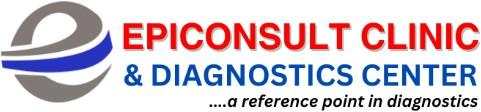 EPICONSULT CLINIC
& DIAGNOSTICS CENTER
....a reference point in diagnostics